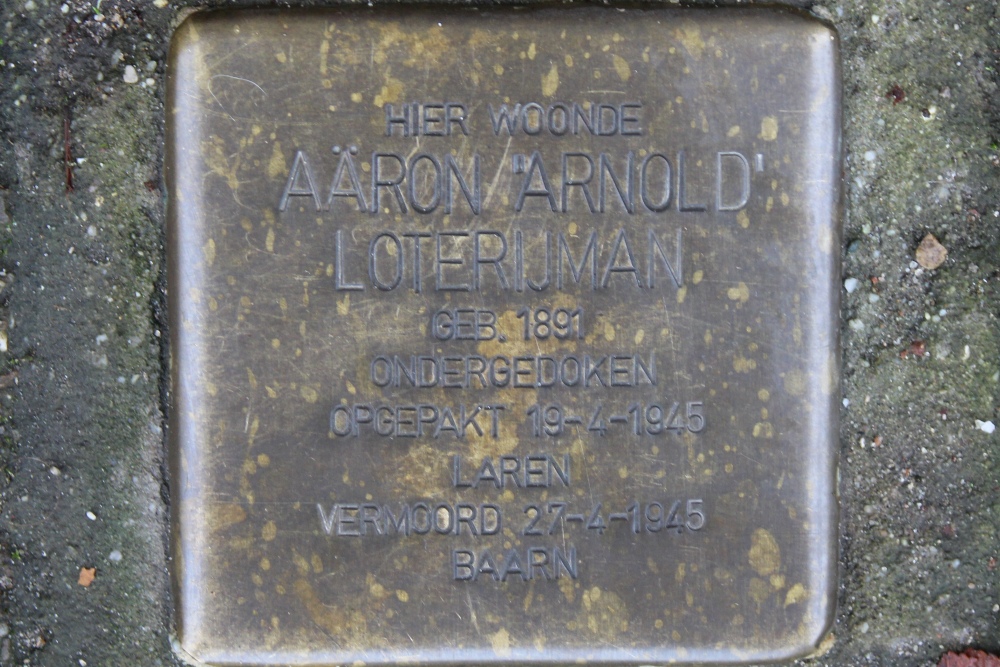 HIER WOONDE
AÄRON 'ARNOLD'
LOTERIJMAN
GEB. 1891
ONDERGEDOKEN
OPGEPAKT 19-4-1945
LAREN
VERMOORD 27-4-1945
BAARN